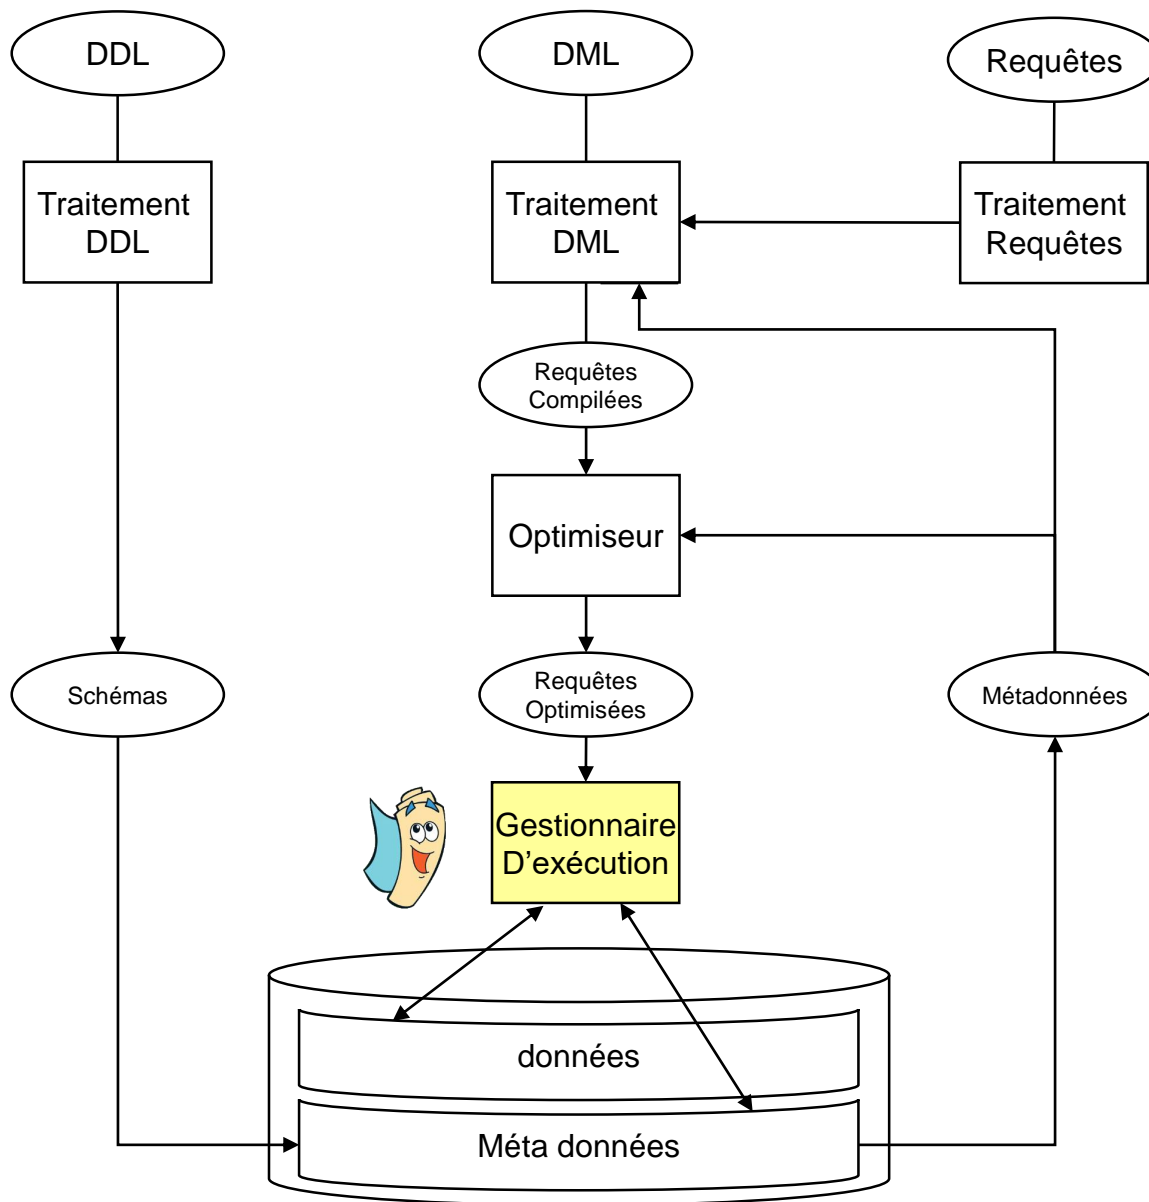 DDL
DML
Requêtes
Traitement
DDL
Traitement
DML
Traitement
Requêtes
Requêtes
Compilées
Optimiseur
Schémas
Requêtes
Optimisées
Métadonnées
Gestionnaire
D’exécution
données
Méta données